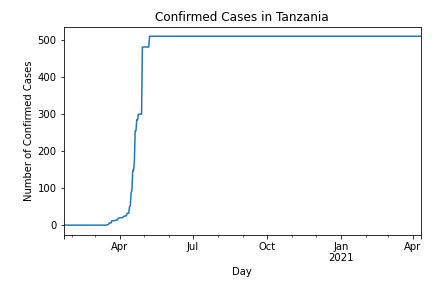 Confirmed Cases in Tanzania
Number of Confirmed Cases
500
400
300
200
100
0
Apr
Jul
Oct
Jan
2021
Apr
Day